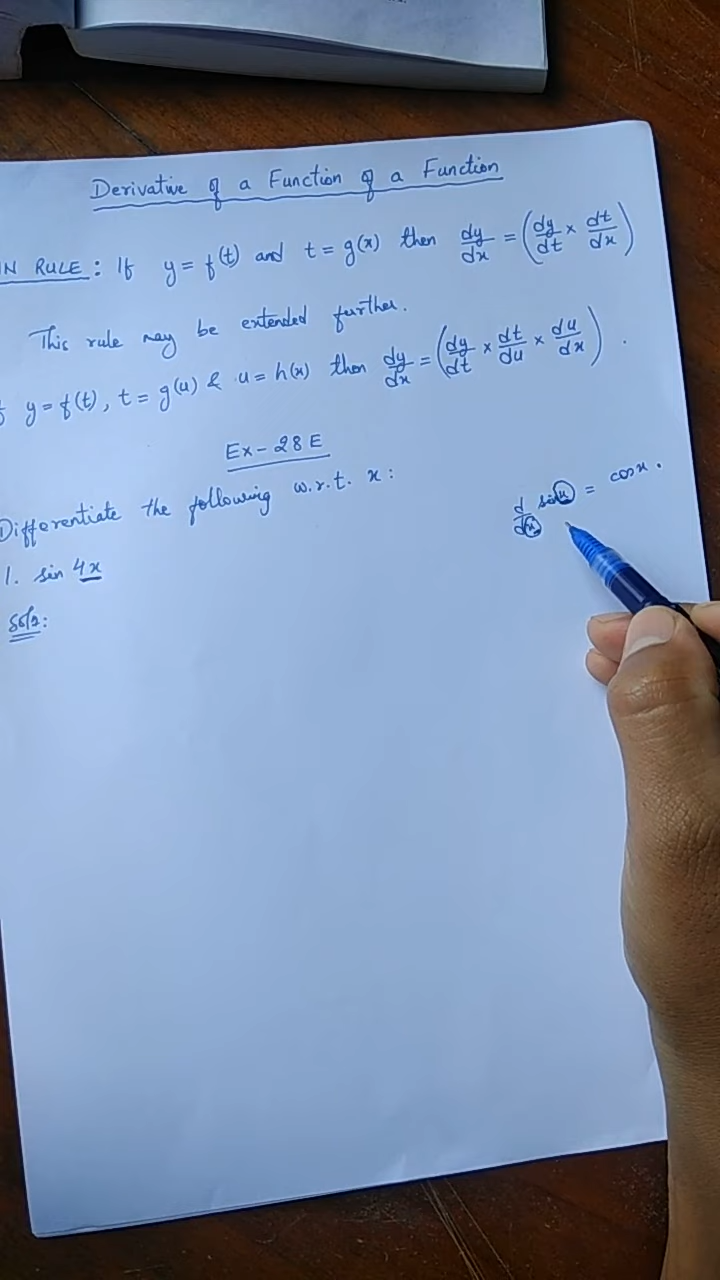 Derivative of a Function of a Function
IN RULE: If y = f(t) and t = g(x) then dy/dx = (dy/dt × dt/dx)
This rule may be extended further.
y = f(t), t = g(u) & u = h(x) then dy/dx = (dy/dt × dt/du × du/dx).
Ex-28E
Differentiate the following w.r.t. x:
d/dx sin x = cos x.
1. sin 4x
Soln: